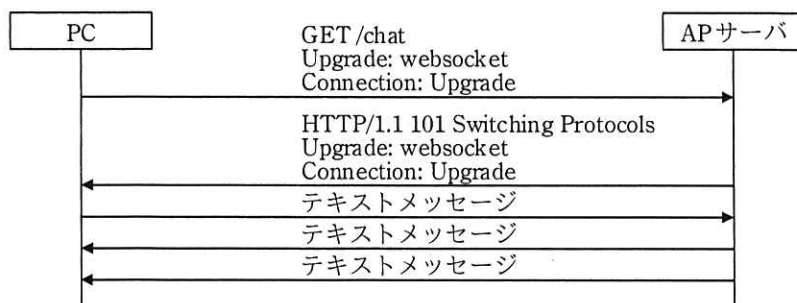 PC
APサーバ
GET /chat
Upgrade: websocket
Connection: Upgrade
HTTP/1.1 101 Switching Protocols
Upgrade: websocket
Connection: Upgrade
テキストメッセージ
テキストメッセージ
テキストメッセージ